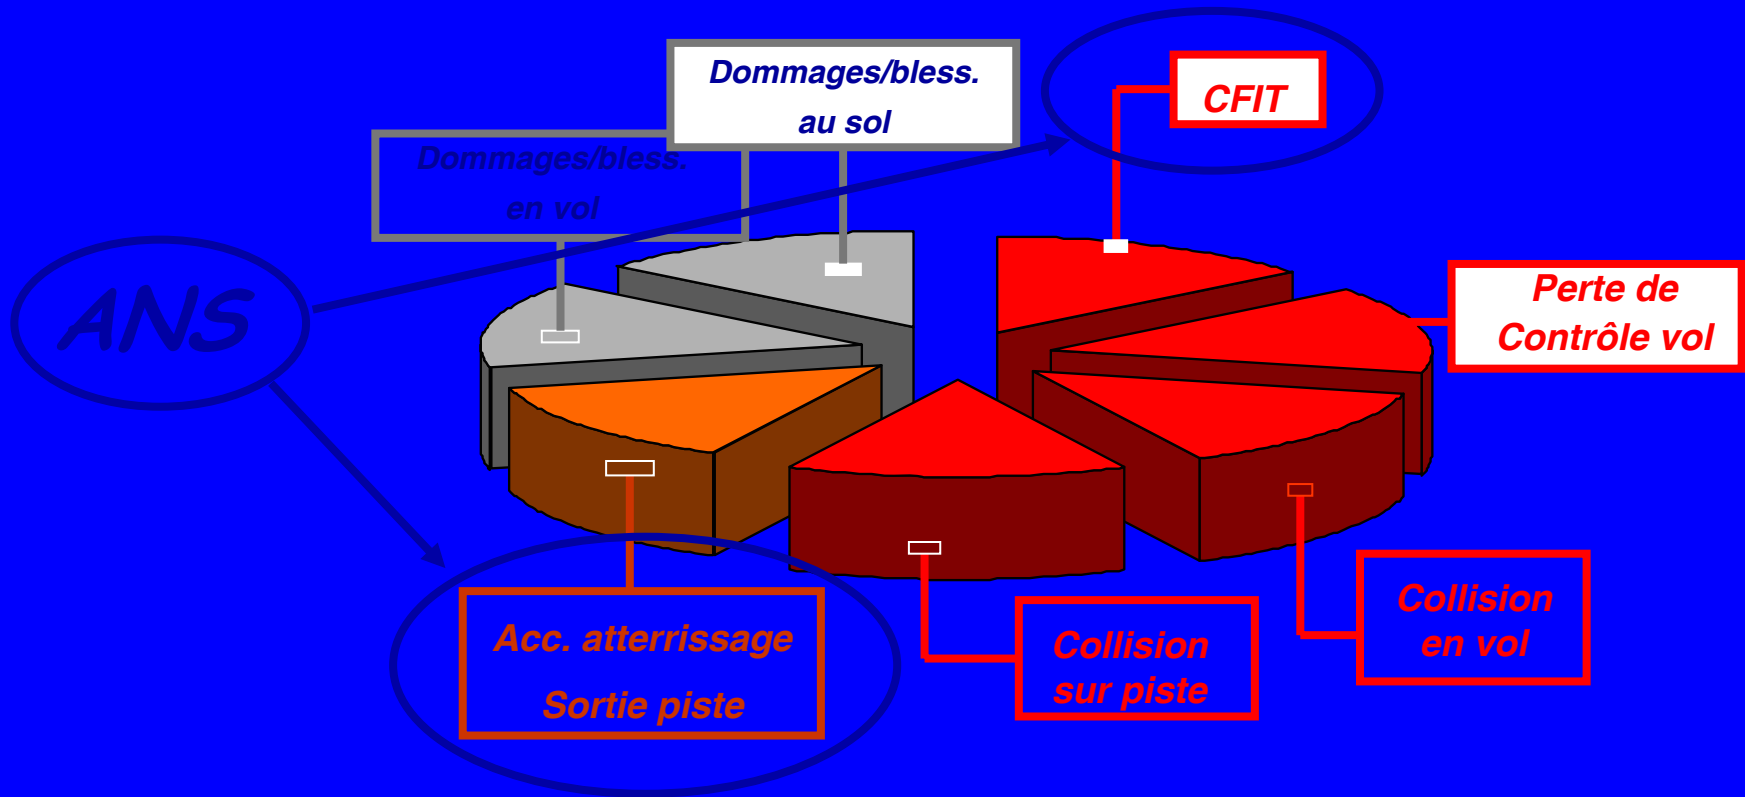 Dommages/bless.
au sol
CFIT
Dommages/bless.
en vol
ANS
Perte de
Contrôle vol
Acc. atterrissage
Sortie piste
Collision
sur piste
Collision
en vol